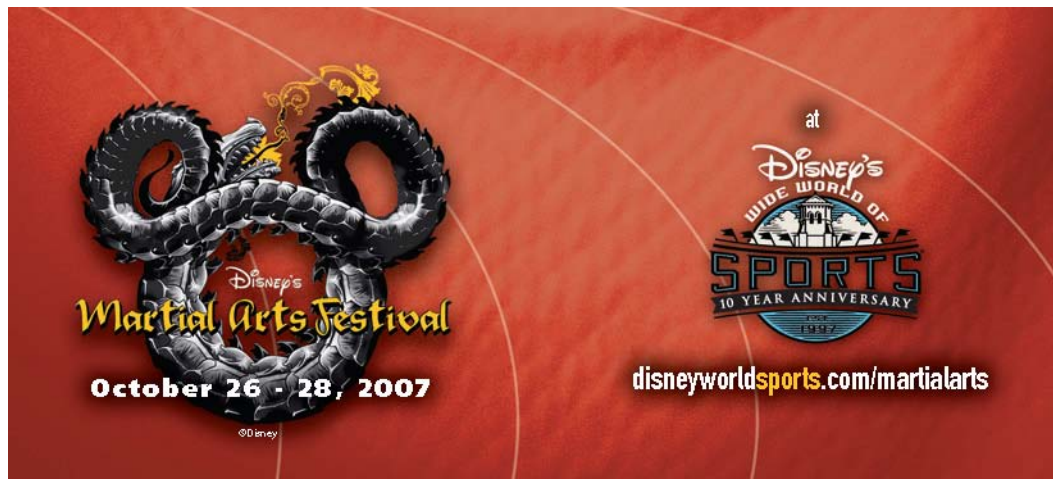 DISNEY'S
Martial Arts Festival
October 26 - 28, 2007
©Disney
at
DISNEY'S
WIDE WORLD OF
SPORTS
10 YEAR ANNIVERSARY
EST
1997
disneyworldsports.com/martialarts